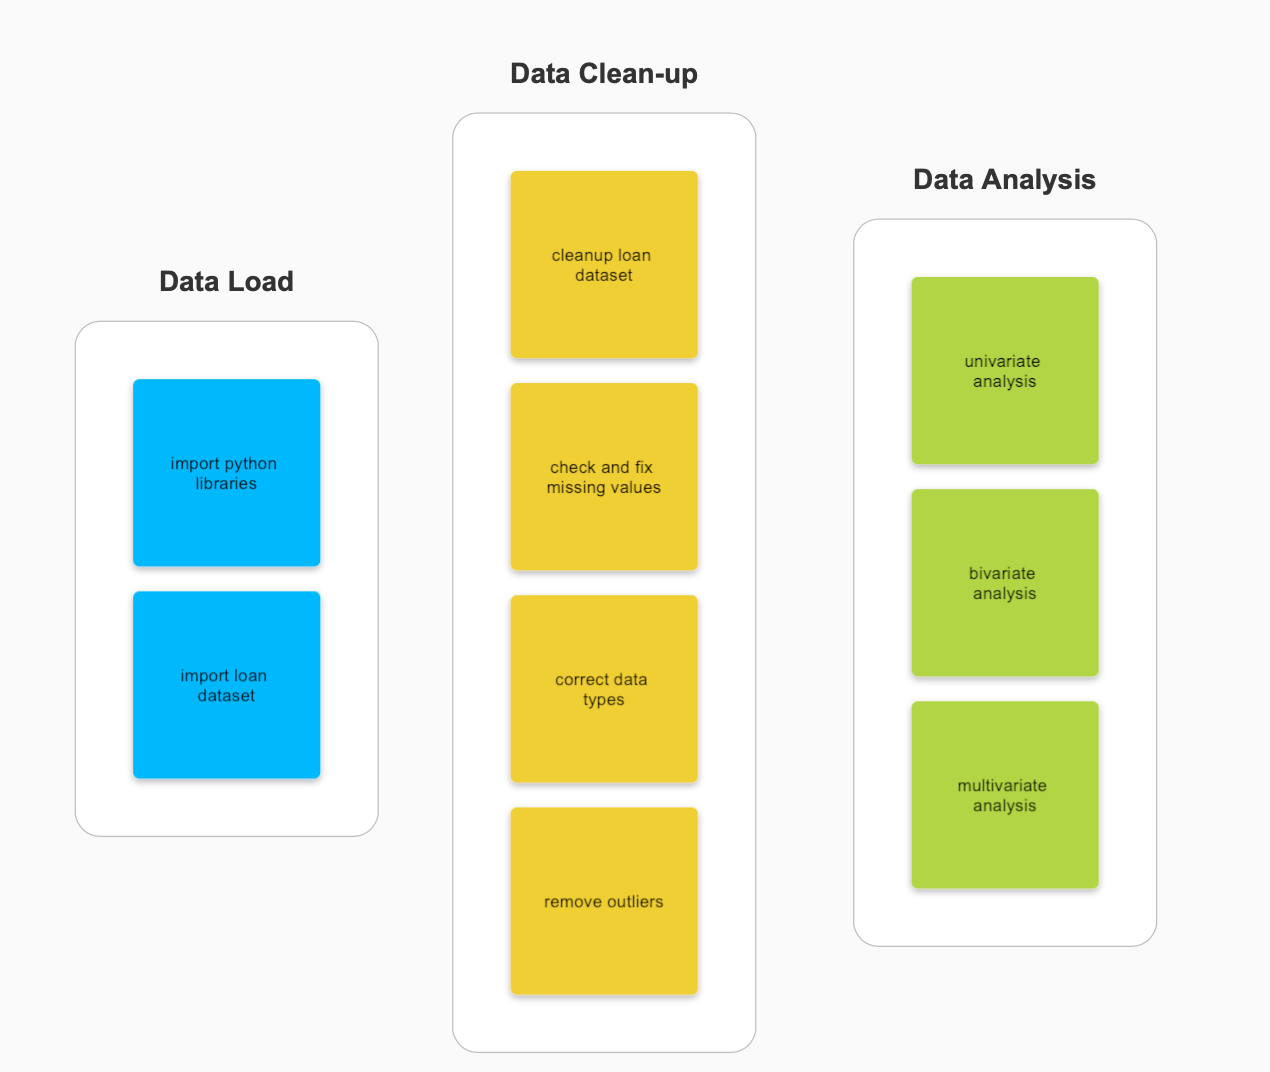 Data Load
import python
libraries
import loan
dataset
Data Clean-up
cleanup loan
dataset
check and fix
missing values
correct data
types
remove outliers
Data Analysis
univariate
analysis
bivariate
analysis
multivariate
analysis